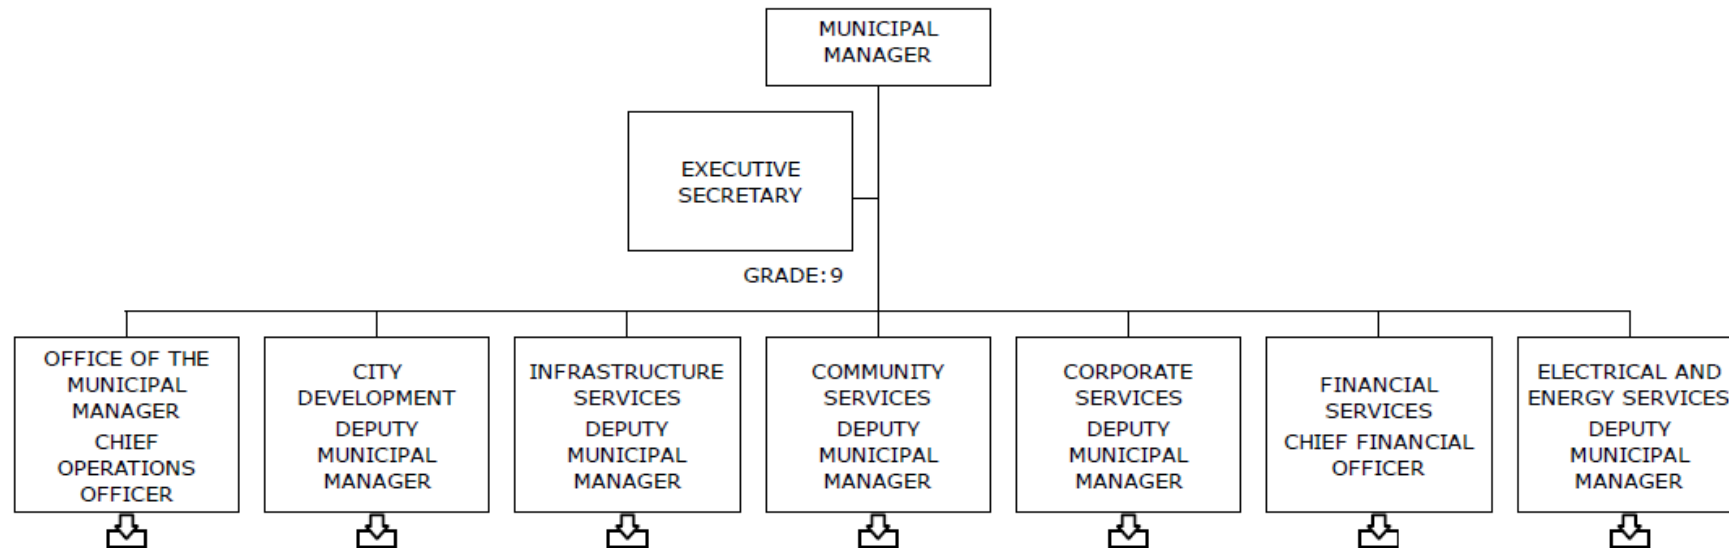 MUNICIPAL
MANAGER
EXECUTIVE
SECRETARY
GRADE:9
OFFICE OF THE
MUNICIPAL
MANAGER
CHIEF
OPERATIONS
OFFICER
CITY
DEVELOPMENT
DEPUTY
MUNICIPAL
MANAGER
INFRASTRUCTURE
SERVICES
DEPUTY
MUNICIPAL
MANAGER
COMMUNITY
SERVICES
DEPUTY
MUNICIPAL
MANAGER
CORPORATE
SERVICES
DEPUTY
MUNICIPAL
MANAGER
FINANCIAL
SERVICES
CHIEF FINANCIAL
OFFICER
ELECTRICAL AND
ENERGY SERVICES
DEPUTY
MUNICIPAL
MANAGER